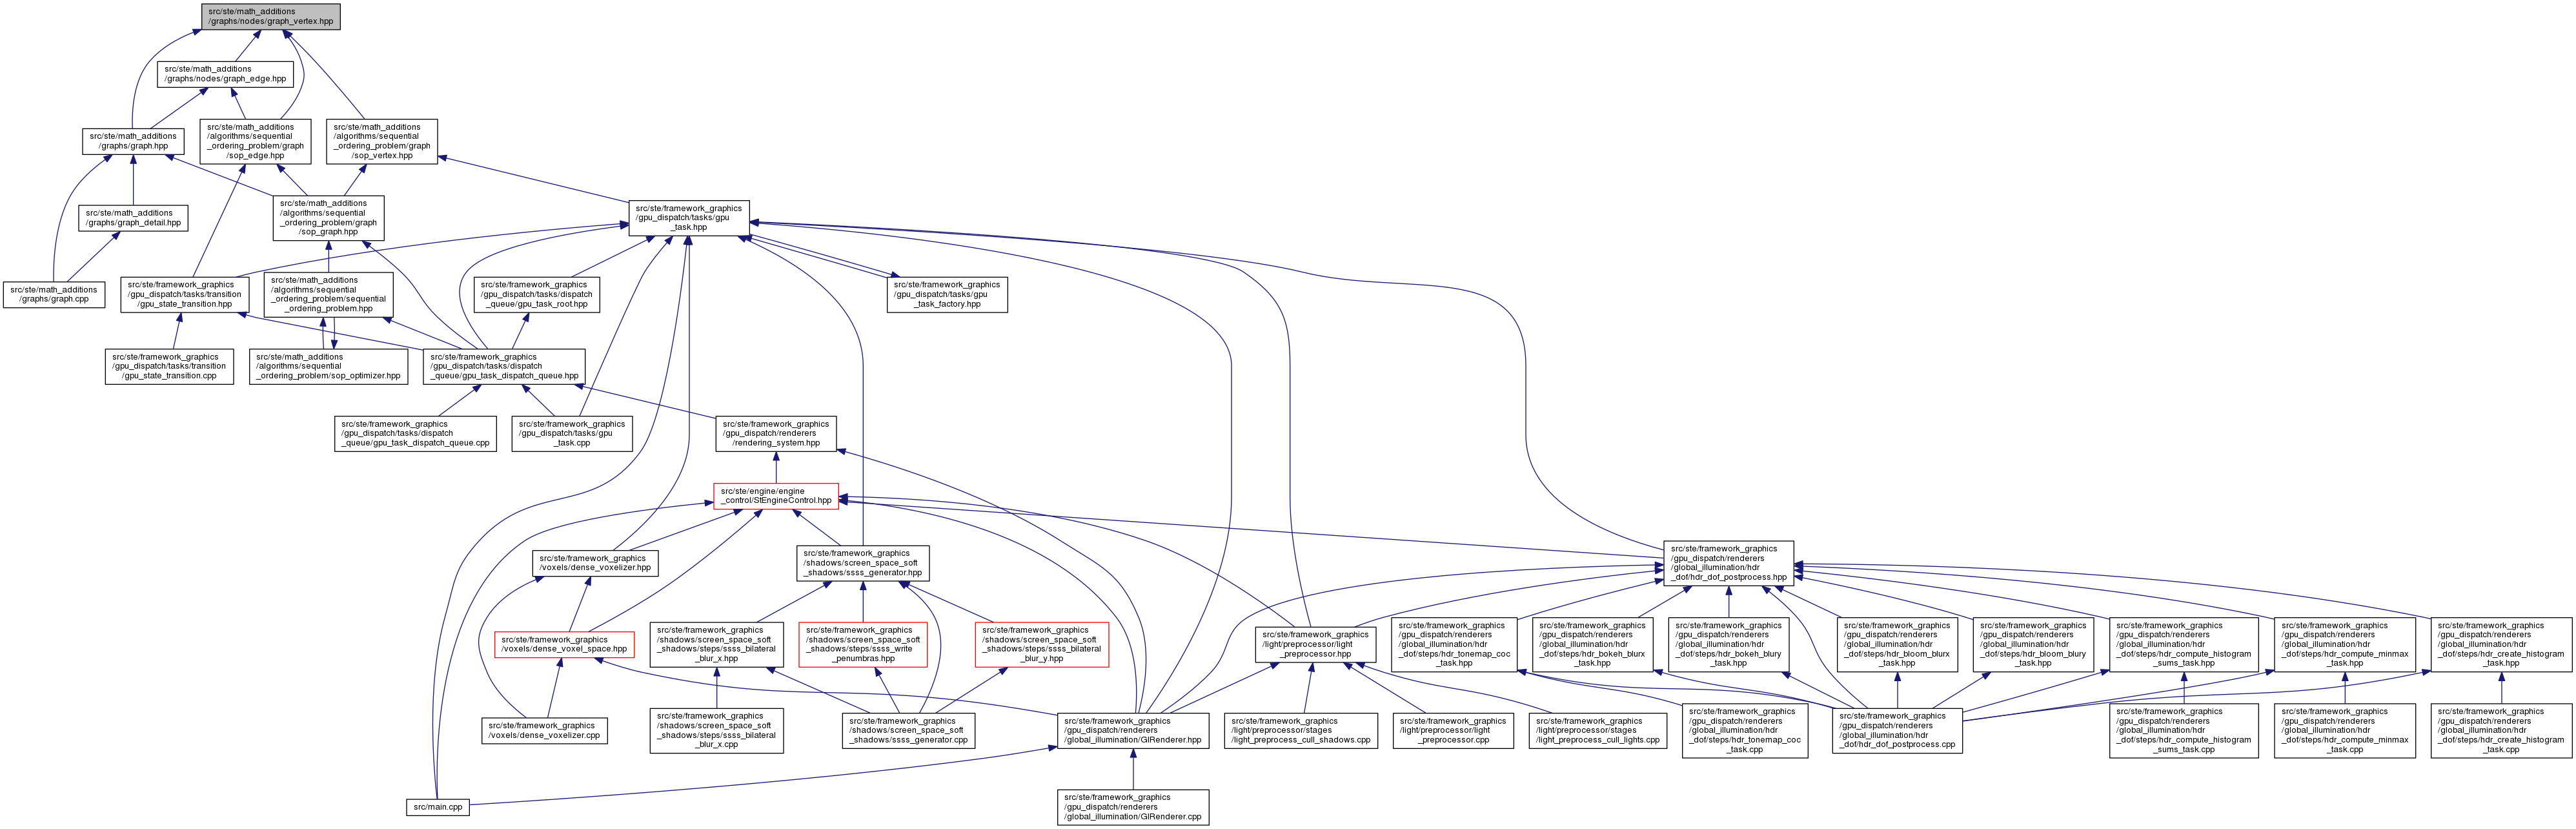 src/ste/math_additions
/graphs/nodes/graph_vertex.hpp
src/ste/math_additions
/graphs/nodes/graph_edge.hpp
src/ste/math_additions
/graphs/graph.hpp
src/ste/math_additions
/algorithms/sequential
_ordering_problem/graph
/sop_edge.hpp
src/ste/math_additions
/algorithms/sequential
_ordering_problem/graph
/sop_vertex.hpp
src/ste/math_additions
/graphs/graph_detail.hpp
src/ste/math_additions
/algorithms/sequential
_ordering_problem/graph
/sop_graph.hpp
src/ste/framework_graphics
/gpu_dispatch/tasks/gpu
_task.hpp
src/ste/math_additions
/graphs/graph.cpp
src/ste/framework_graphics
/gpu_dispatch/tasks/transition
/gpu_state_transition.hpp
src/ste/math_additions
/algorithms/sequential
_ordering_problem/sequential
_ordering_problem.hpp
src/ste/framework_graphics
/gpu_dispatch/tasks/dispatch
_queue/gpu_task_root.hpp
src/ste/framework_graphics
/gpu_dispatch/tasks/gpu
_task_factory.hpp
src/ste/framework_graphics
/gpu_dispatch/tasks/transition
/gpu_state_transition.cpp
src/ste/math_additions
/algorithms/sequential
_ordering_problem/sop_optimizer.hpp
src/ste/framework_graphics
/gpu_dispatch/tasks/dispatch
_queue/gpu_task_dispatch_queue.hpp
src/ste/framework_graphics
/gpu_dispatch/tasks/dispatch
_queue/gpu_task_dispatch_queue.cpp
src/ste/framework_graphics
/gpu_dispatch/tasks/gpu
_task.cpp
src/ste/framework_graphics
/gpu_dispatch/renderers
/rendering_system.hpp
src/ste/engine/engine
_control/StEngineControl.hpp
src/ste/framework_graphics
/voxels/dense_voxelizer.hpp
src/ste/framework_graphics
/shadows/screen_space_soft
_shadows/ssss_generator.hpp
src/ste/framework_graphics
/gpu_dispatch/renderers
/global_illumination/hdr
_dof/hdr_dof_postprocess.hpp
src/ste/framework_graphics
/voxels/dense_voxel_space.hpp
src/ste/framework_graphics
/shadows/screen_space_soft
_shadows/steps/ssss_bilateral
_blur_x.hpp
src/ste/framework_graphics
/shadows/screen_space_soft
_shadows/steps/ssss_write
_penumbras.hpp
src/ste/framework_graphics
/shadows/screen_space_soft
_shadows/steps/ssss_bilateral
_blur_y.hpp
src/ste/framework_graphics
/light/preprocessor/light
_preprocessor.hpp
src/ste/framework_graphics
/gpu_dispatch/renderers
/global_illumination/hdr
_dof/steps/hdr_tonemap_coc
_task.hpp
src/ste/framework_graphics
/gpu_dispatch/renderers
/global_illumination/hdr
_dof/steps/hdr_bokeh_blurx
_task.hpp
src/ste/framework_graphics
/gpu_dispatch/renderers
/global_illumination/hdr
_dof/steps/hdr_bokeh_blury
_task.hpp
src/ste/framework_graphics
/gpu_dispatch/renderers
/global_illumination/hdr
_dof/steps/hdr_bloom_blurx
_task.hpp
src/ste/framework_graphics
/gpu_dispatch/renderers
/global_illumination/hdr
_dof/steps/hdr_bloom_blury
_task.hpp
src/ste/framework_graphics
/gpu_dispatch/renderers
/global_illumination/hdr
_dof/steps/hdr_compute_histogram
_sums_task.hpp
src/ste/framework_graphics
/gpu_dispatch/renderers
/global_illumination/hdr
_dof/steps/hdr_compute_minmax
_task.hpp
src/ste/framework_graphics
/gpu_dispatch/renderers
/global_illumination/hdr
_dof/steps/hdr_create_histogram
_task.hpp
src/ste/framework_graphics
/voxels/dense_voxelizer.cpp
src/ste/framework_graphics
/shadows/screen_space_soft
_shadows/steps/ssss_bilateral
_blur_x.cpp
src/ste/framework_graphics
/shadows/screen_space_soft
_shadows/ssss_generator.cpp
src/ste/framework_graphics
/gpu_dispatch/renderers
/global_illumination/GIRenderer.hpp
src/ste/framework_graphics
/light/preprocessor/stages
/light_preprocess_cull_shadows.cpp
src/ste/framework_graphics
/light/preprocessor/light
_preprocessor.cpp
src/ste/framework_graphics
/light/preprocessor/stages
/light_preprocess_cull_lights.cpp
src/ste/framework_graphics
/gpu_dispatch/renderers
/global_illumination/hdr
_dof/steps/hdr_tonemap_coc
_task.cpp
src/ste/framework_graphics
/gpu_dispatch/renderers
/global_illumination/hdr
_dof/hdr_dof_postprocess.cpp
src/ste/framework_graphics
/gpu_dispatch/renderers
/global_illumination/hdr
_dof/steps/hdr_compute_histogram
_sums_task.cpp
src/ste/framework_graphics
/gpu_dispatch/renderers
/global_illumination/hdr
_dof/steps/hdr_compute_minmax
_task.cpp
src/ste/framework_graphics
/gpu_dispatch/renderers
/global_illumination/hdr
_dof/steps/hdr_create_histogram
_task.cpp
src/main.cpp
src/ste/framework_graphics
/gpu_dispatch/renderers
/global_illumination/GIRenderer.cpp